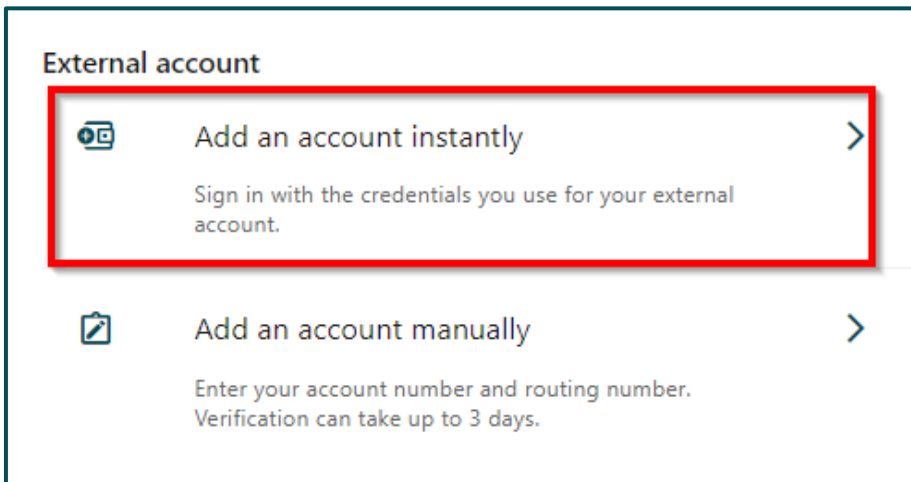 External account
Add an account instantly
Sign in with the credentials you use for your external
account.
Add an account manually
Enter your account number and routing number.
Verification can take up to 3 days.